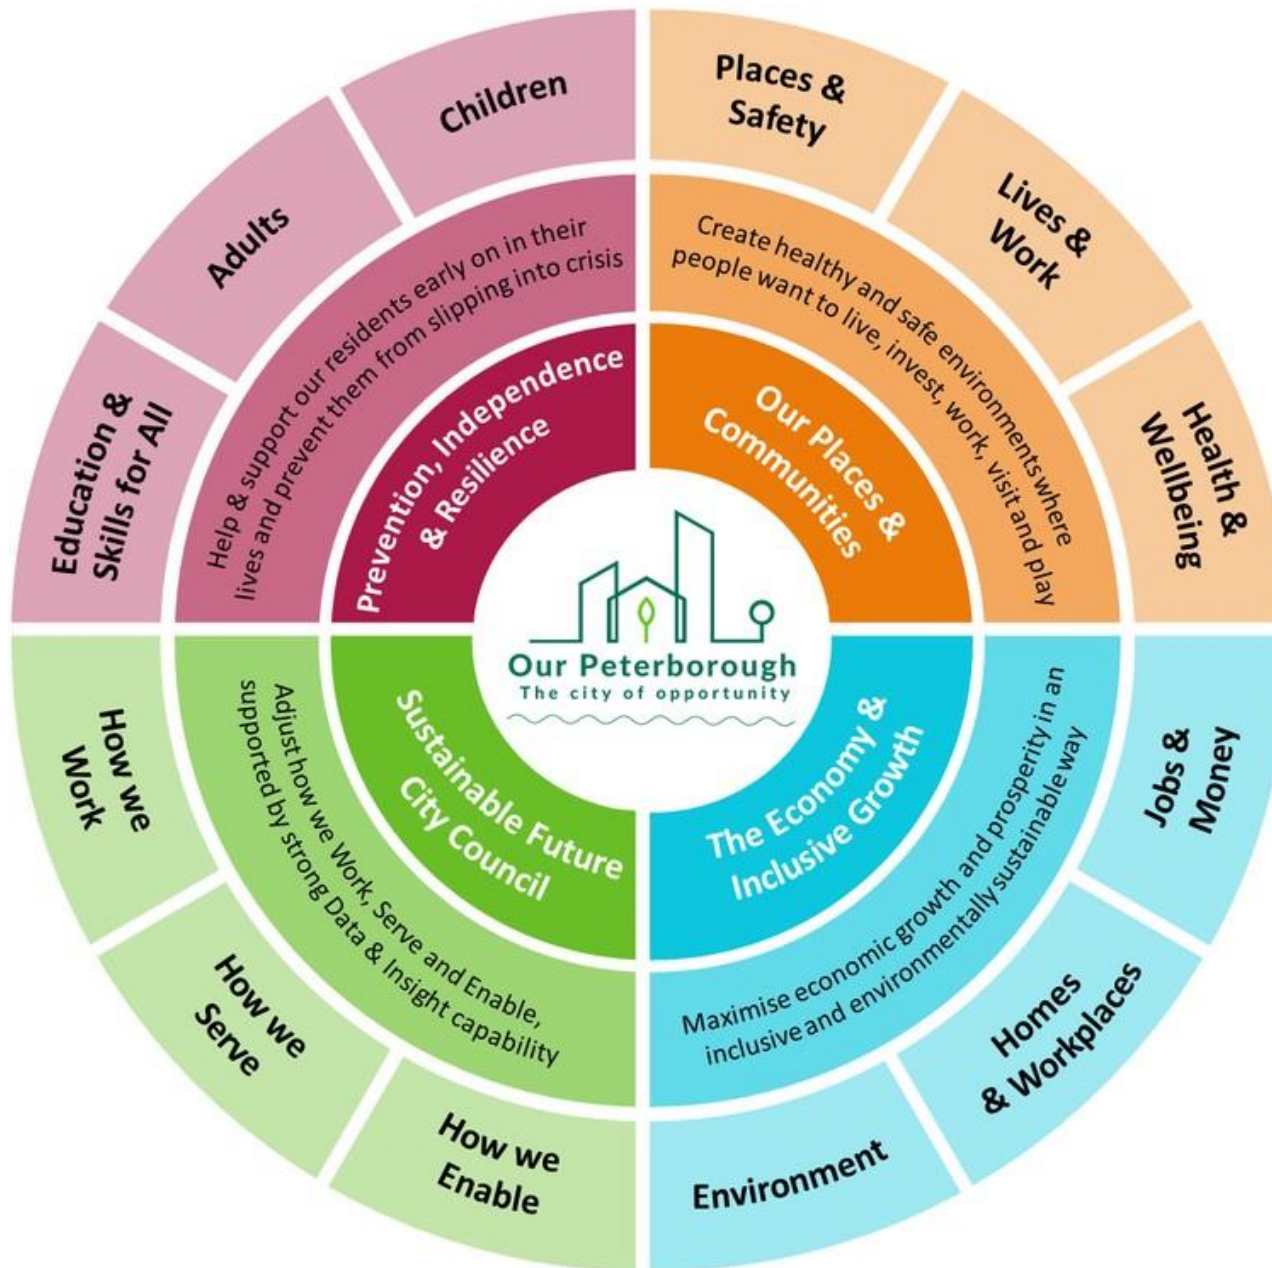 Children
Adults
Education &
Skills for All
Help & support our residents early on in their
lives and prevent them from slipping into crisis
Prevention, Independence
& Resilience
Places &
Safety
Lives &
Work
Health &
Wellbeing
Create healthy and safe environments where
people want to live, invest, work, visit and play
Our Places &
Communities
Our Peterborough
The city of opportunity
How we
Work
How we
Serve
How we
Enable
Adjust how we Work, Serve and Enable,
supported by strong Data & Insight capability
Sustainable Future
City Council
Jobs &
Money
Homes
& Workplaces
Environment
Maximise economic growth and prosperity in an
inclusive and environmentally sustainable way
The Economy &
Inclusive Growth